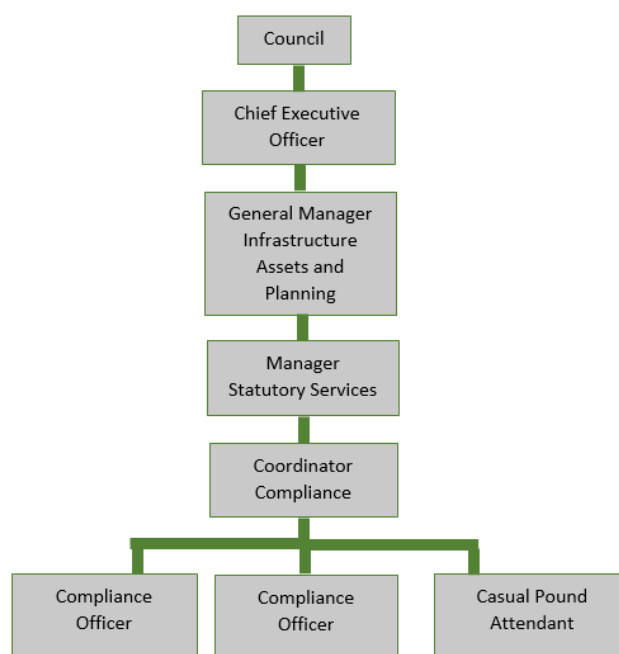 Council
Chief Executive
Officer
General Manager
Infrastructure
Assets and
Planning
Manager
Statutory Services
Coordinator
Compliance
Compliance
Officer
Compliance
Officer
Casual Pound
Attendant